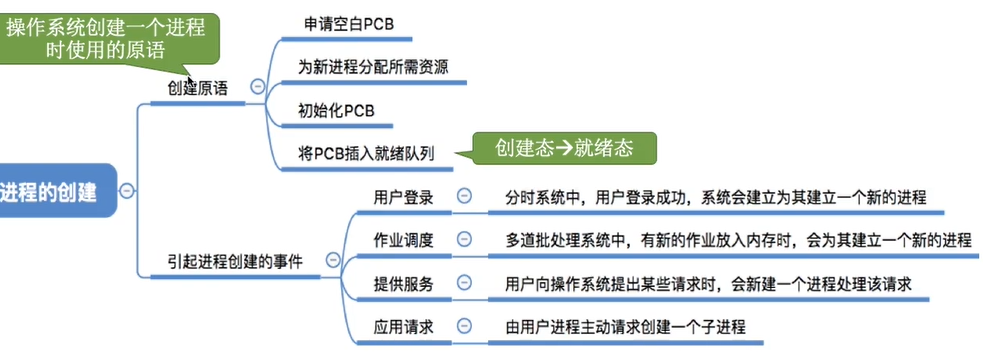 操作系统创建一个进程
时使用的原语
申请空白PCB
为新进程分配所需资源
创建原语
初始化PCB
将PCB插入就绪队列
创建态→就绪态
进程的创建
用户登录
分时系统中，用户登录成功，系统会建立为其建立一个新的进程
作业调度
多道批处理系统中，有新的作业放入内存时，会为其建立一个新的进程
引起进程创建的事件
提供服务
用户向操作系统提出某些请求时，会新建一个进程处理该请求
应用请求
由用户进程主动请求创建一个子进程